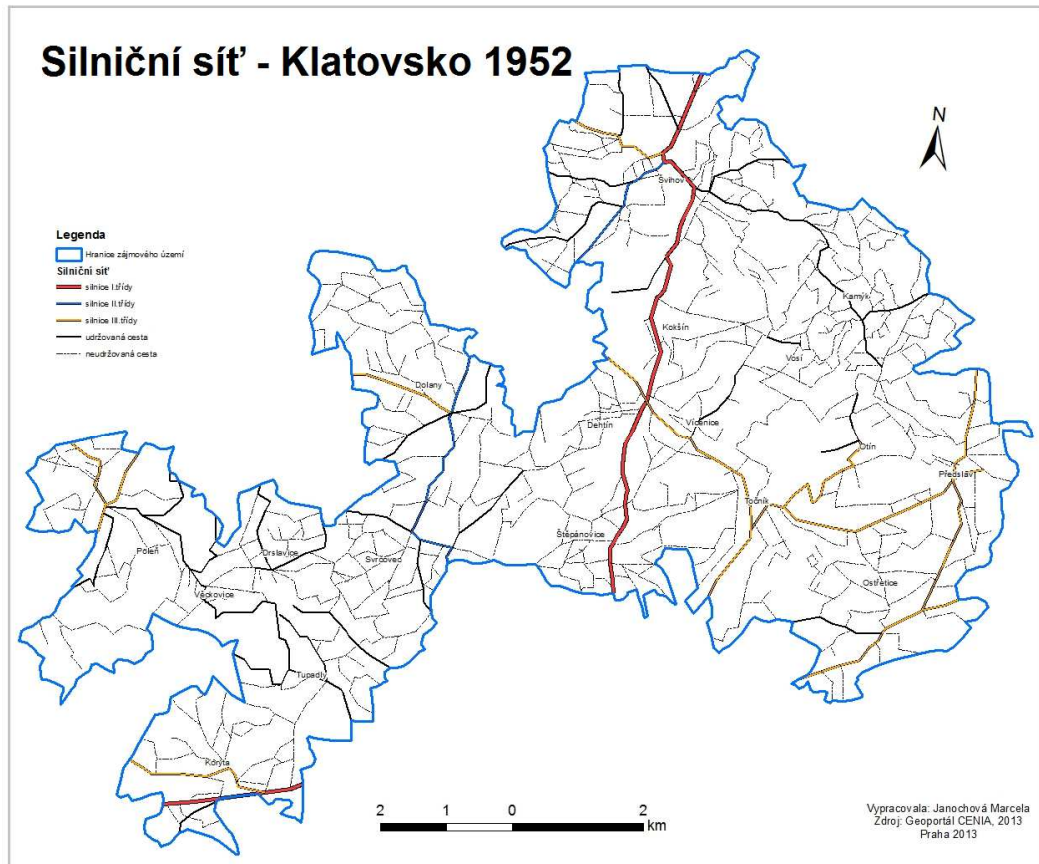 Silniční síť - Klatovsko 1952
N
Švihov
Legenda
Hranice zájmového území
Silniční síť
silnice I.třídy
silnice II.třídy
silnice III.třídy
udržovaná cesta
neudržovaná cesta
Kamýk
Kokšín
Vosí
Dolany
Dehtín
Vícenice
Otín
Předslav
Točník
Štěpánovice
Poleň
Drslavice
Svrčovec
Ostřetice
Věckovice
Tupadly
Koryta
2 1 0 2
km
Vypracovala: Janochová Marcela
Zdroj: Geoportál CENIA, 2013
Praha 2013